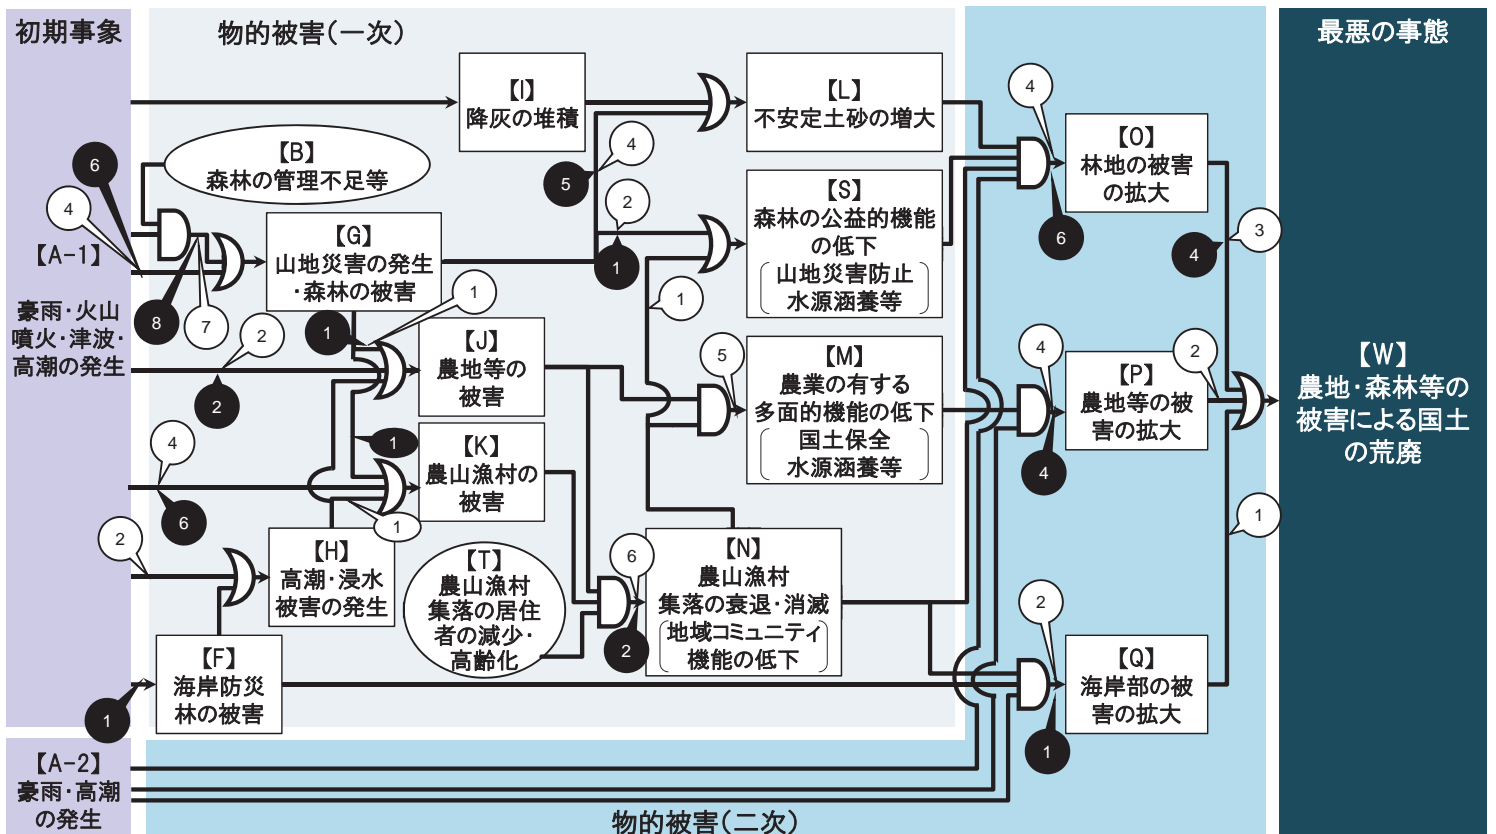 初期事象
物的被害(一次)
最悪の事態
【I】
降灰の堆積
【L】
不安定土砂の増大
4
【O】
林地の被害
の拡大
【B】
森林の管理不足等
6
4
5
4
【S】
森林の公益的機能
の低下
山地災害防止
水源涵養等
2
1
6
3
4
【A-1】
豪雨・火山
噴火・津波・
高潮の発生
【G】
山地災害の発生
・森林の被害
8
7
1
1
1
2
2
【J】
農地等の
被害
5
【M】
農業の有する
多面的機能の低下
国土保全
水源涵養等
4
4
【P】
農地等の被
害の拡大
2
【W】
農地・森林等の
被害による国土
の荒廃
4
6
1
【K】
農山漁村の
被害
1
2
【H】
高潮・浸水
被害の発生
【T】
農山漁村
集落の居住
者の減少・
高齢化
6
2
【N】
農山漁村
集落の衰退・消滅
地域コミュニティ
機能の低下
1
2
1
【Q】
海岸部の被
害の拡大
【F】
海岸防災
林の被害
1
【A-2】
豪雨・高潮
の発生
物的被害(二次)